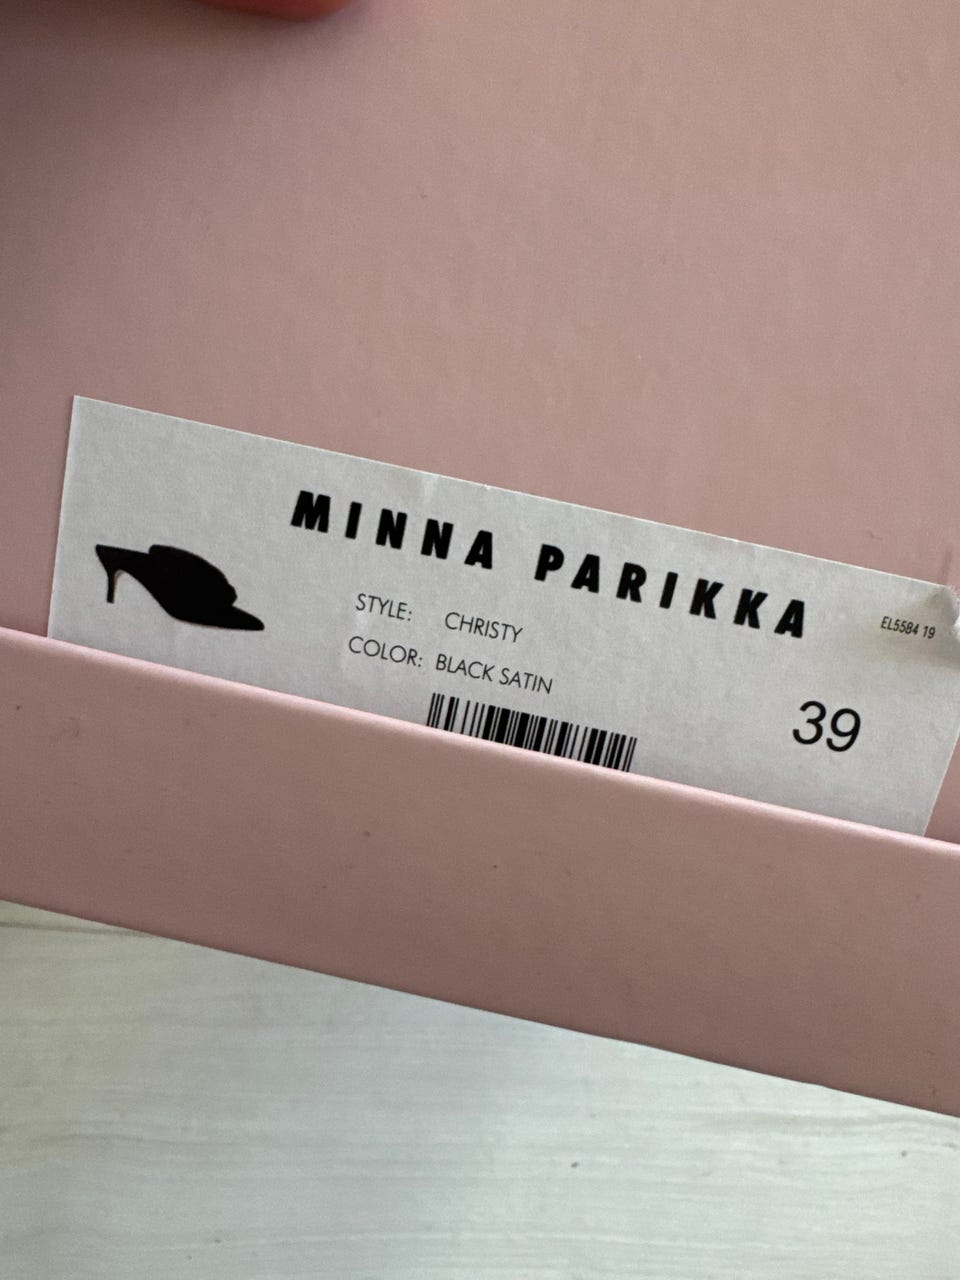 MINNA PARIKKA
EL5584 19
STYLE: CHRISTY
COLOR: BLACK SATIN
39